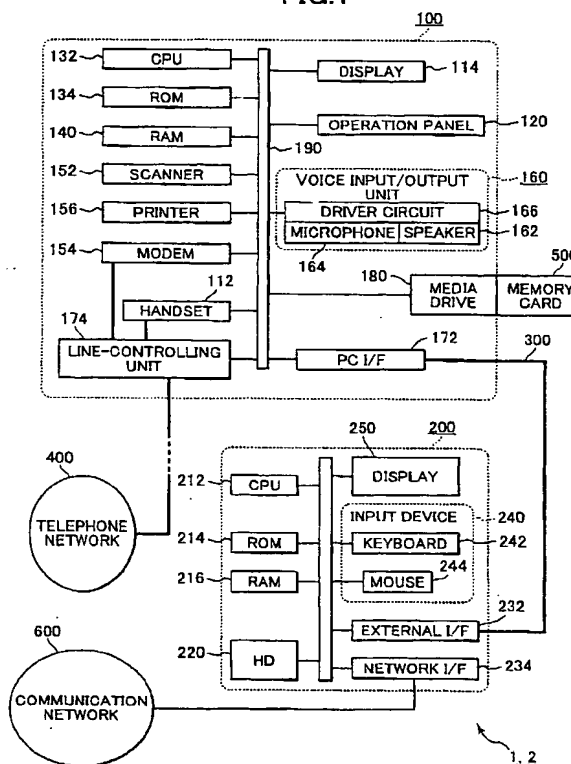 FIG.1
100
132 CPU
DISPLAY 114
134 ROM
140 RAM
OPERATION PANEL 120
190
152 SCANNER
VOICE INPUT/OUTPUT UNIT 160
156 PRINTER
DRIVER CIRCUIT 166
MICROPHONE SPEAKER 162
164
154 MODEM
500
112
180 MEDIA DRIVE MEMORY CARD
HANDSET
174
172
300
LINE-CONTROLLING UNIT
PC I/F
250
200
400
212 CPU
DISPLAY
TELEPHONE NETWORK
INPUT DEVICE 240
214 ROM
KEYBOARD 242
244
216 RAM
MOUSE
232
EXTERNAL I/F
600
220 HD
NETWORK I/F 234
COMMUNICATION NETWORK
1, 2